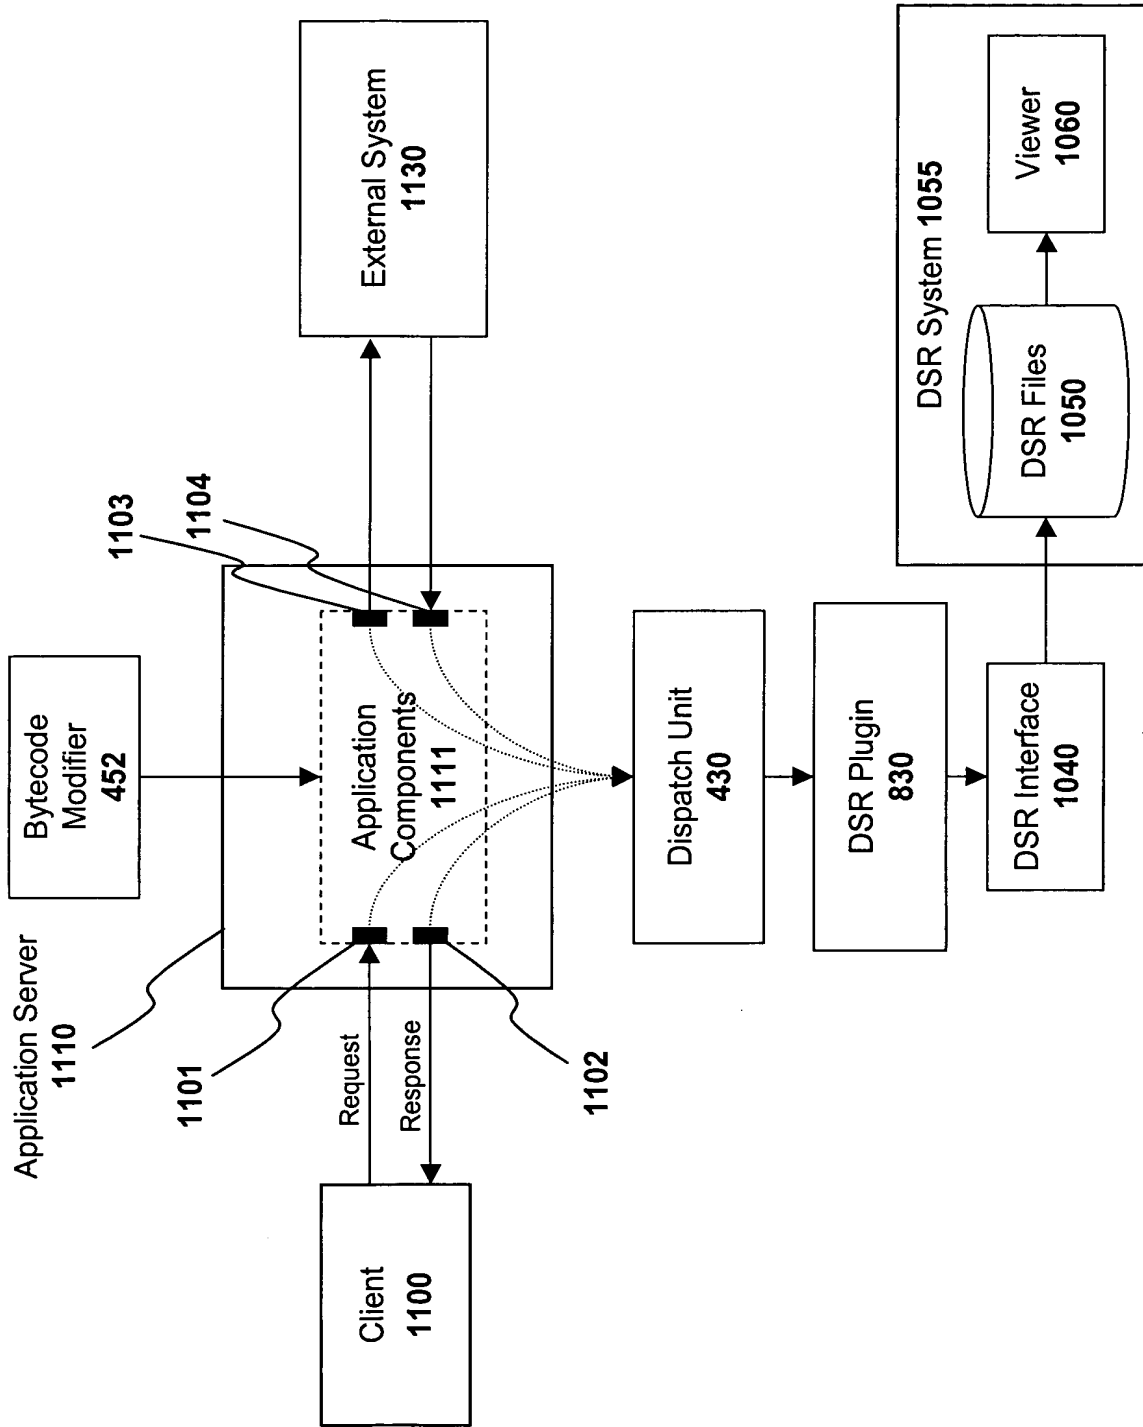 Bytecode
Modifier
452
Application Server
1110
1103
1104
1101
1102
Client
1100
Request
Response
Application
Components
1111
External System
1130
Dispatch Unit
430
DSR Plugin
830
DSR Interface
1040
DSR System 1055
DSR Files
1050
Viewer
1060